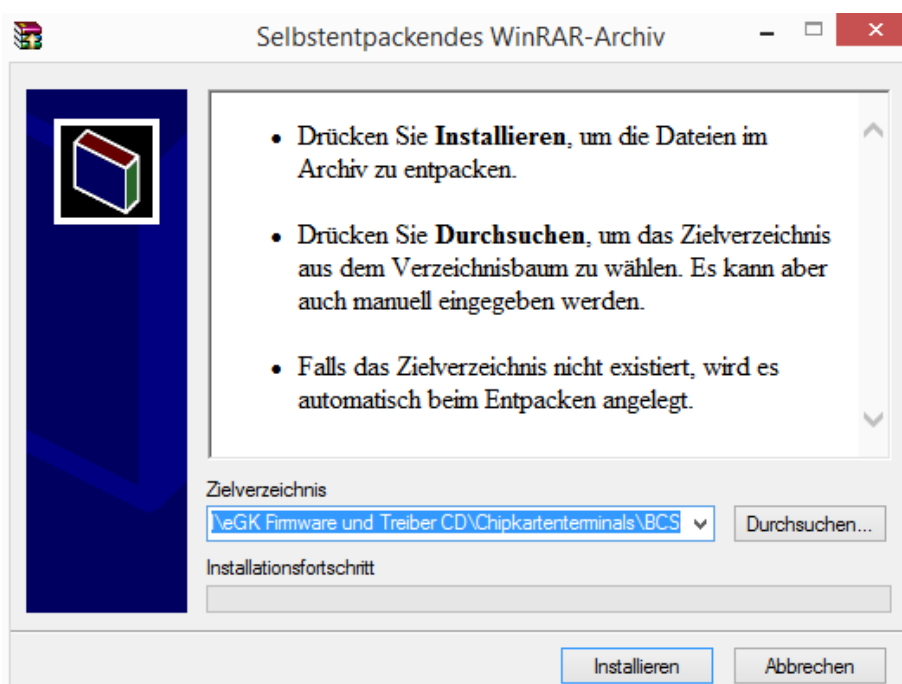 Selbstentpackendes WinRAR-Archiv
Drücken Sie Installieren, um die Dateien im
Archiv zu entpacken.
Drücken Sie Durchsuchen, um das Zielverzeichnis
aus dem Verzeichnisbaum zu wählen. Es kann aber
auch manuell eingegeben werden.
Falls das Zielverzeichnis nicht existiert, wird es
automatisch beim Entpacken angelegt.
Zielverzeichnis
\eGK Firmware und Treiber CD\Chipkartenterminals\BCS
Durchsuchen...
Installationsfortschritt
Installieren
Abbrechen